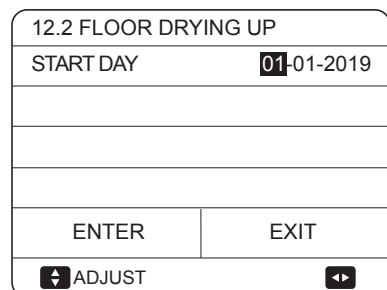 12.2 FLOOR DRYING UP
START DAY 01-01-2019
ENTER EXIT
ADJUST